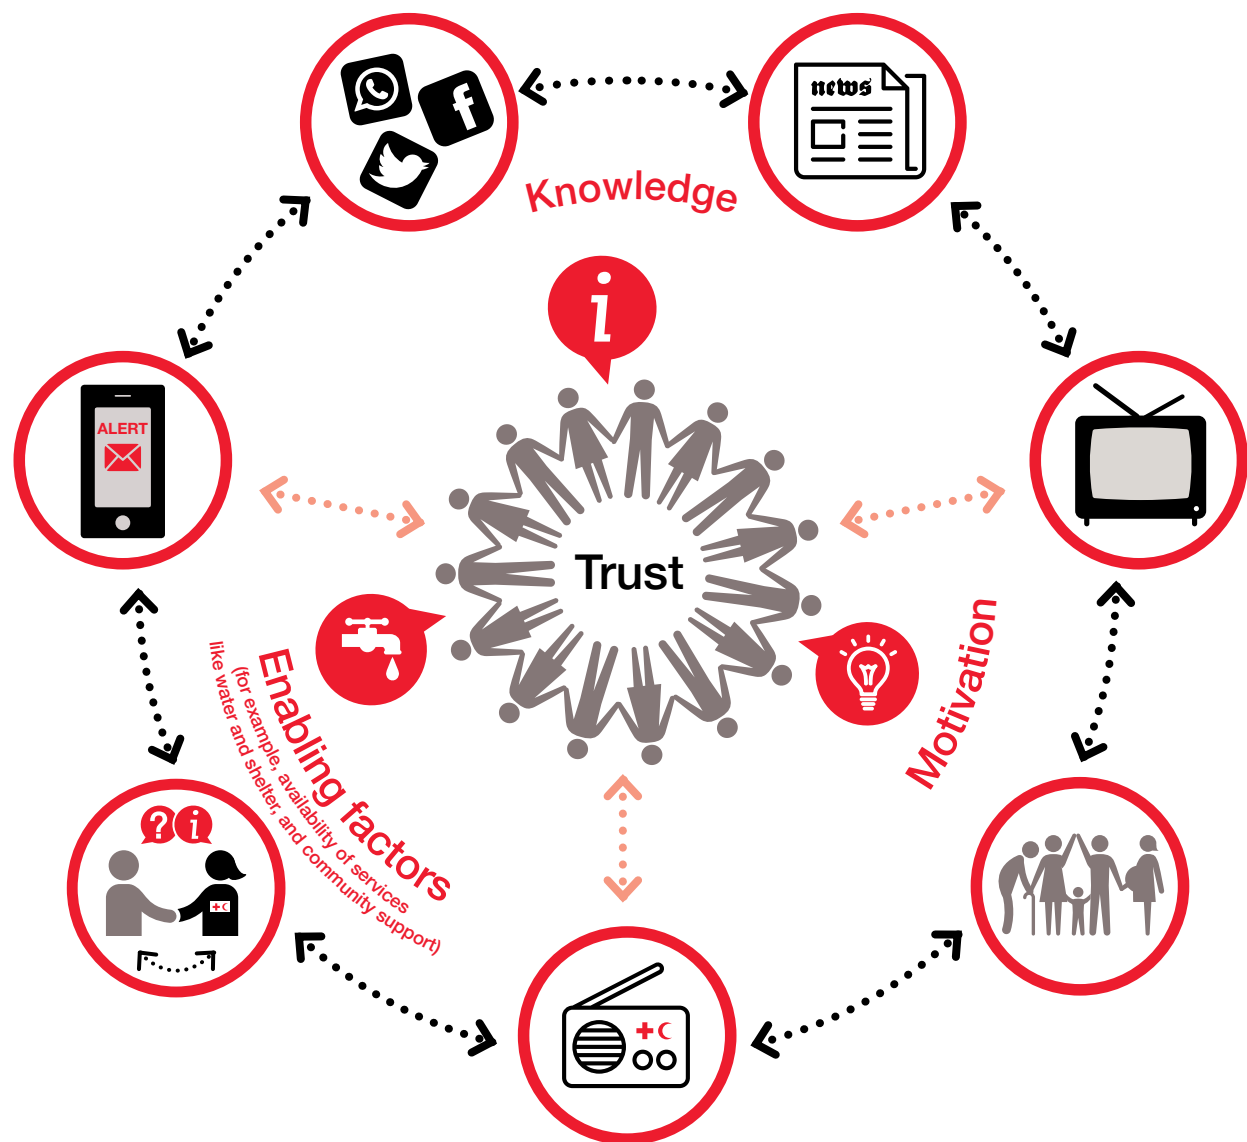 news
Knowledge
i
ALERT
Trust
Motivation
Enabling factors
(for example, availability of services
like water and shelter, and community support)
? i
f